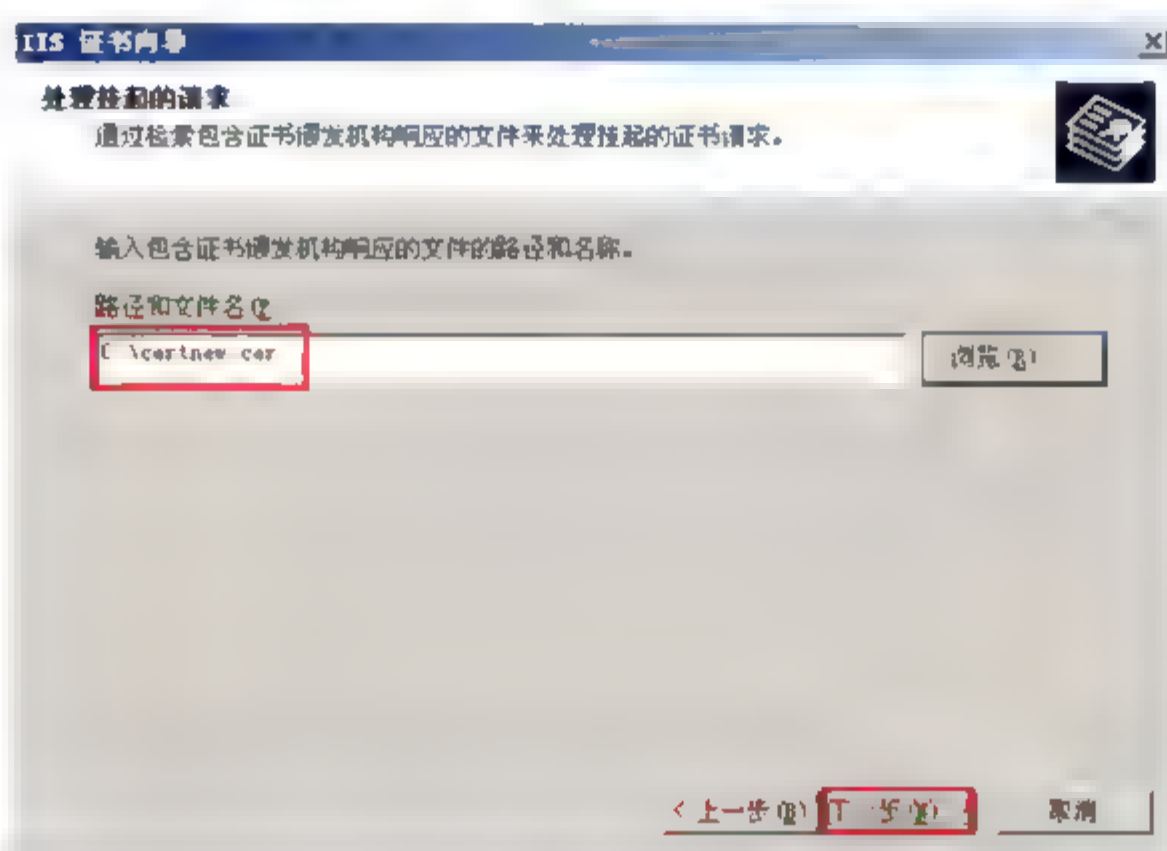 IIS 证书向导
处理挂起的请求
通过检索包含证书颁发机构响应的文件来处理挂起的证书请求。
输入包含证书颁发机构响应的文件的路径和名称。
路径和文件名(P)
C:\certnew.cer
浏览(R)
< 上一步(B)
下一步(N) >
取消